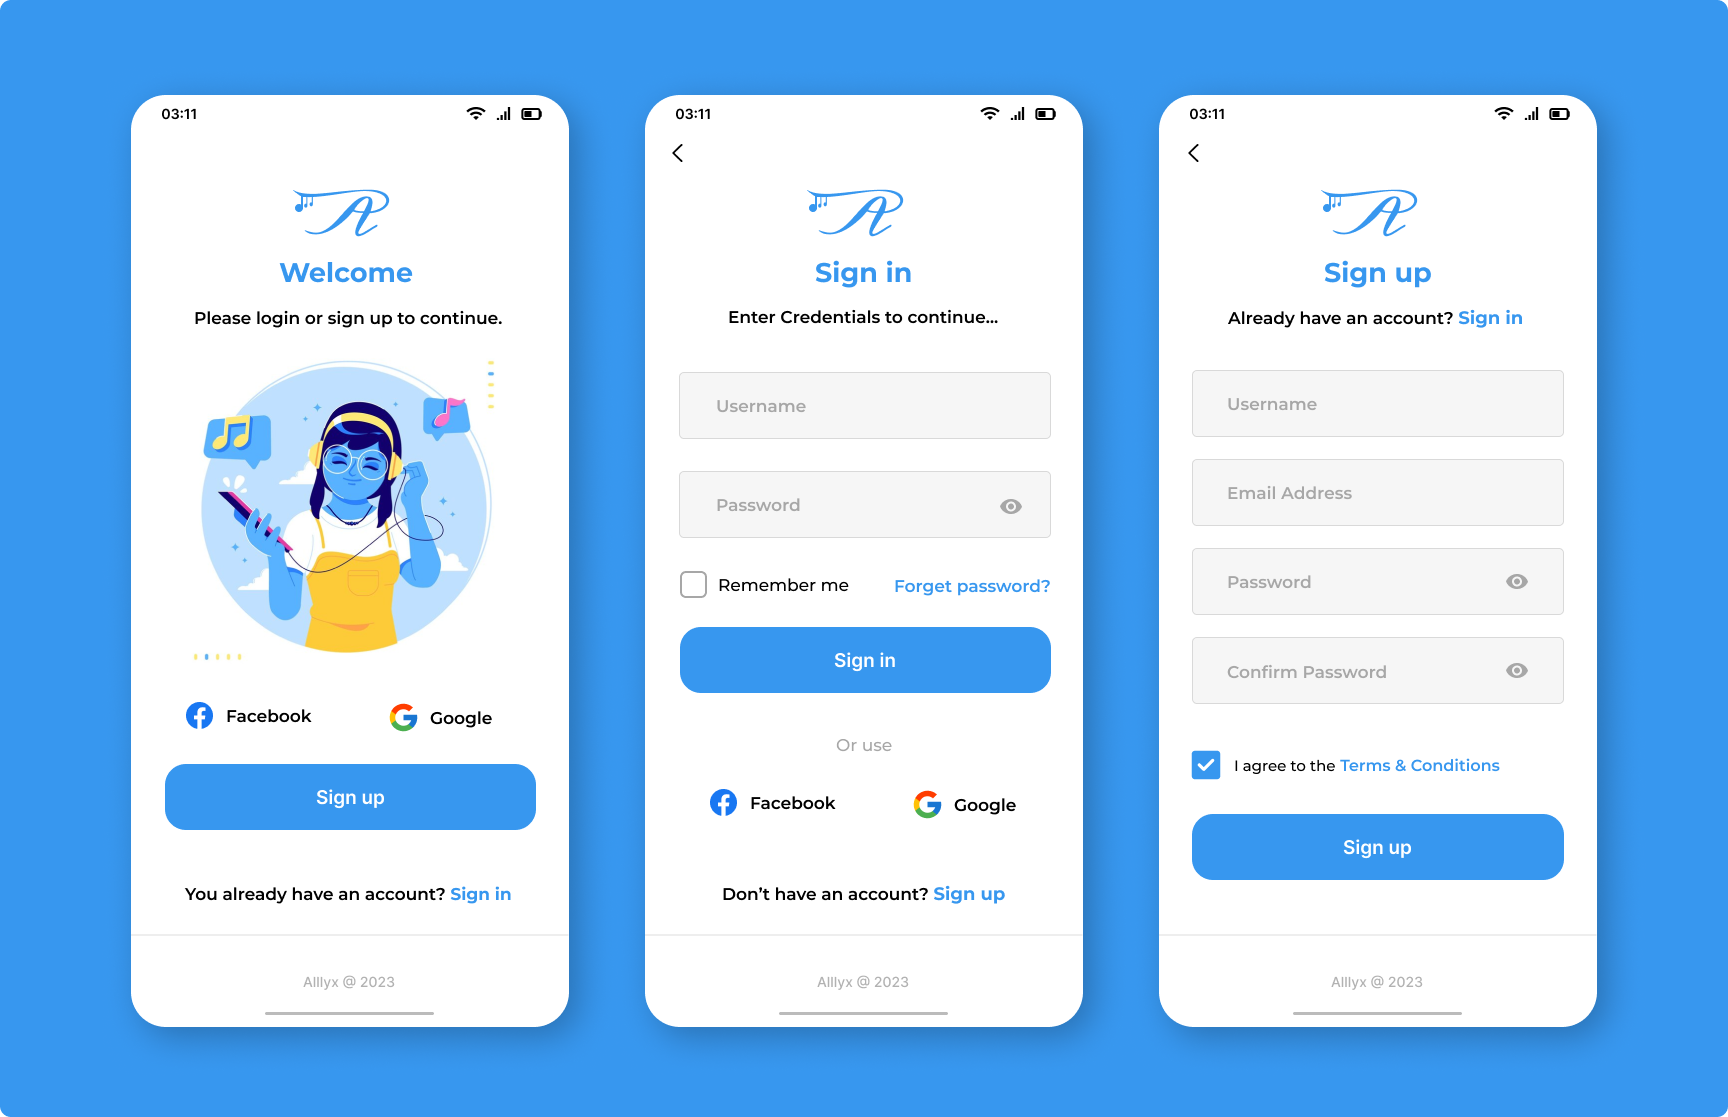 03:11
Welcome
Please login or sign up to continue.
Facebook
Google
Sign up
You already have an account? Sign in
Alllyx @ 2023
03:11
Sign in
Enter Credentials to continue...
Username
Password
Remember me
Forget password?
Sign in
Or use
Facebook
Google
Don’t have an account? Sign up
Alllyx @ 2023
03:11
Sign up
Already have an account? Sign in
Username
Email Address
Password
Confirm Password
I agree to the Terms & Conditions
Sign up
Alllyx @ 2023